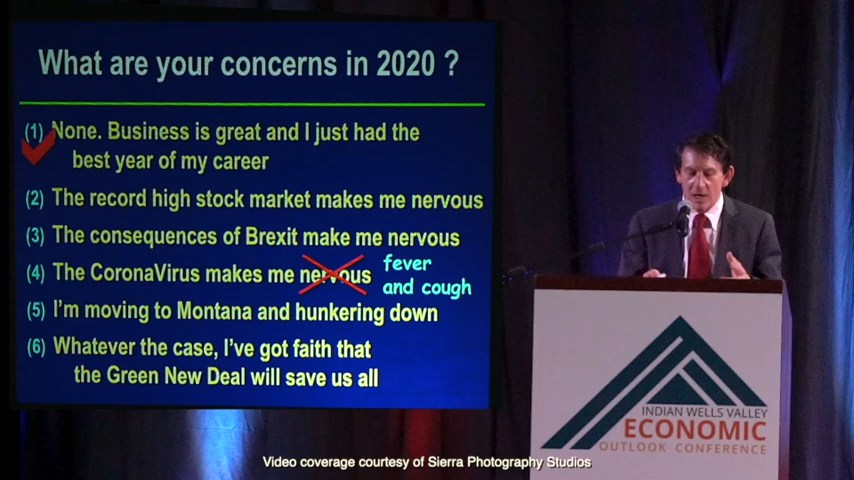 What are your concerns in 2020 ?
(1) None. Business is great and I just had the
best year of my career
(2) The record high stock market makes me nervous
(3) The consequences of Brexit make me nervous
(4) The CoronaVirus makes me nervous fever
and cough
(5) I'm moving to Montana and hunkering down
(6) Whatever the case, I've got faith that
the Green New Deal will save us all
INDIAN WELLS VALLEY
ECONOMIC
OUTLOOK CONFERENCE
Video coverage courtesy of Sierra Photography Studios